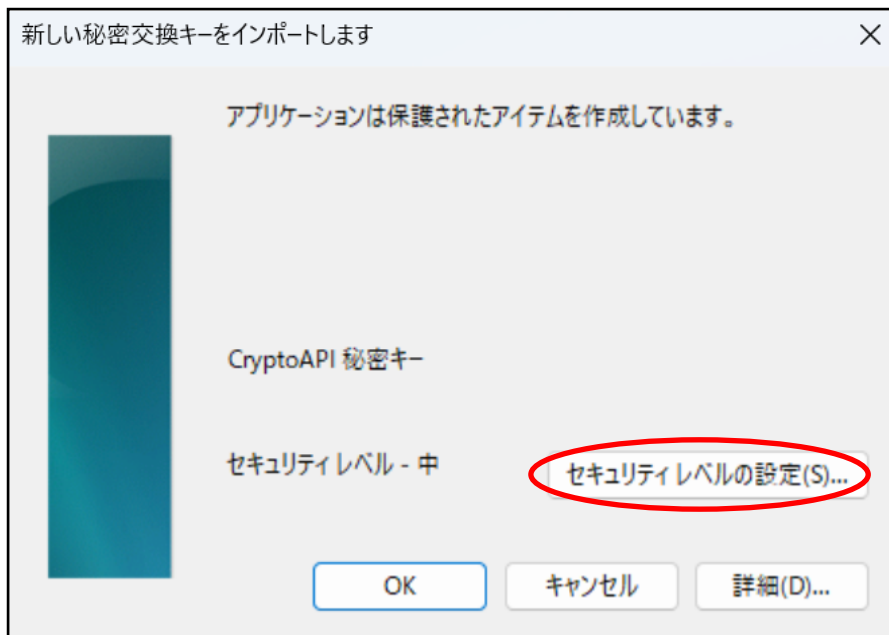 新しい秘密交換キーをインポートします
アプリケーションは保護されたアイテムを作成しています。
CryptoAPI 秘密キー
セキュリティ レベル - 中
セキュリティ レベルの設定(S)...
OK
キャンセル
詳細(D)...